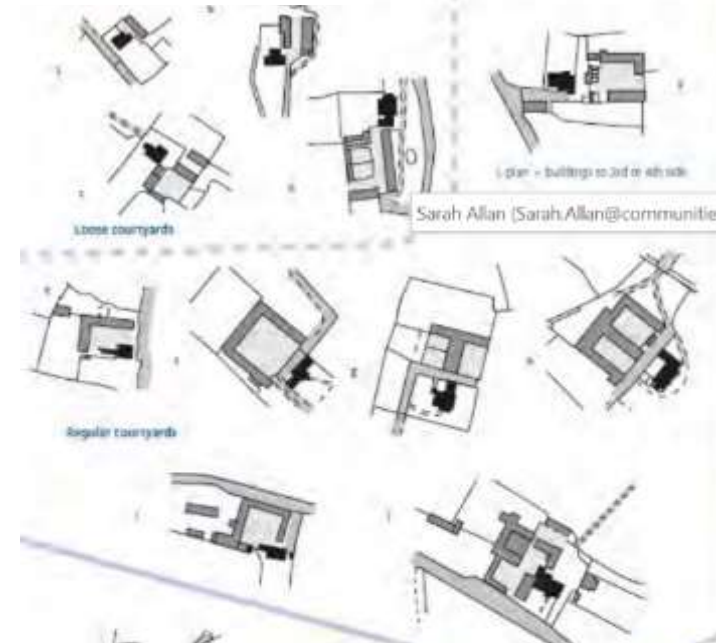 L-plan + buildings to 3rd or 4th side
Sarah Allan (Sarah.Allan@communitie
Loose courtyards
Regular courtyards